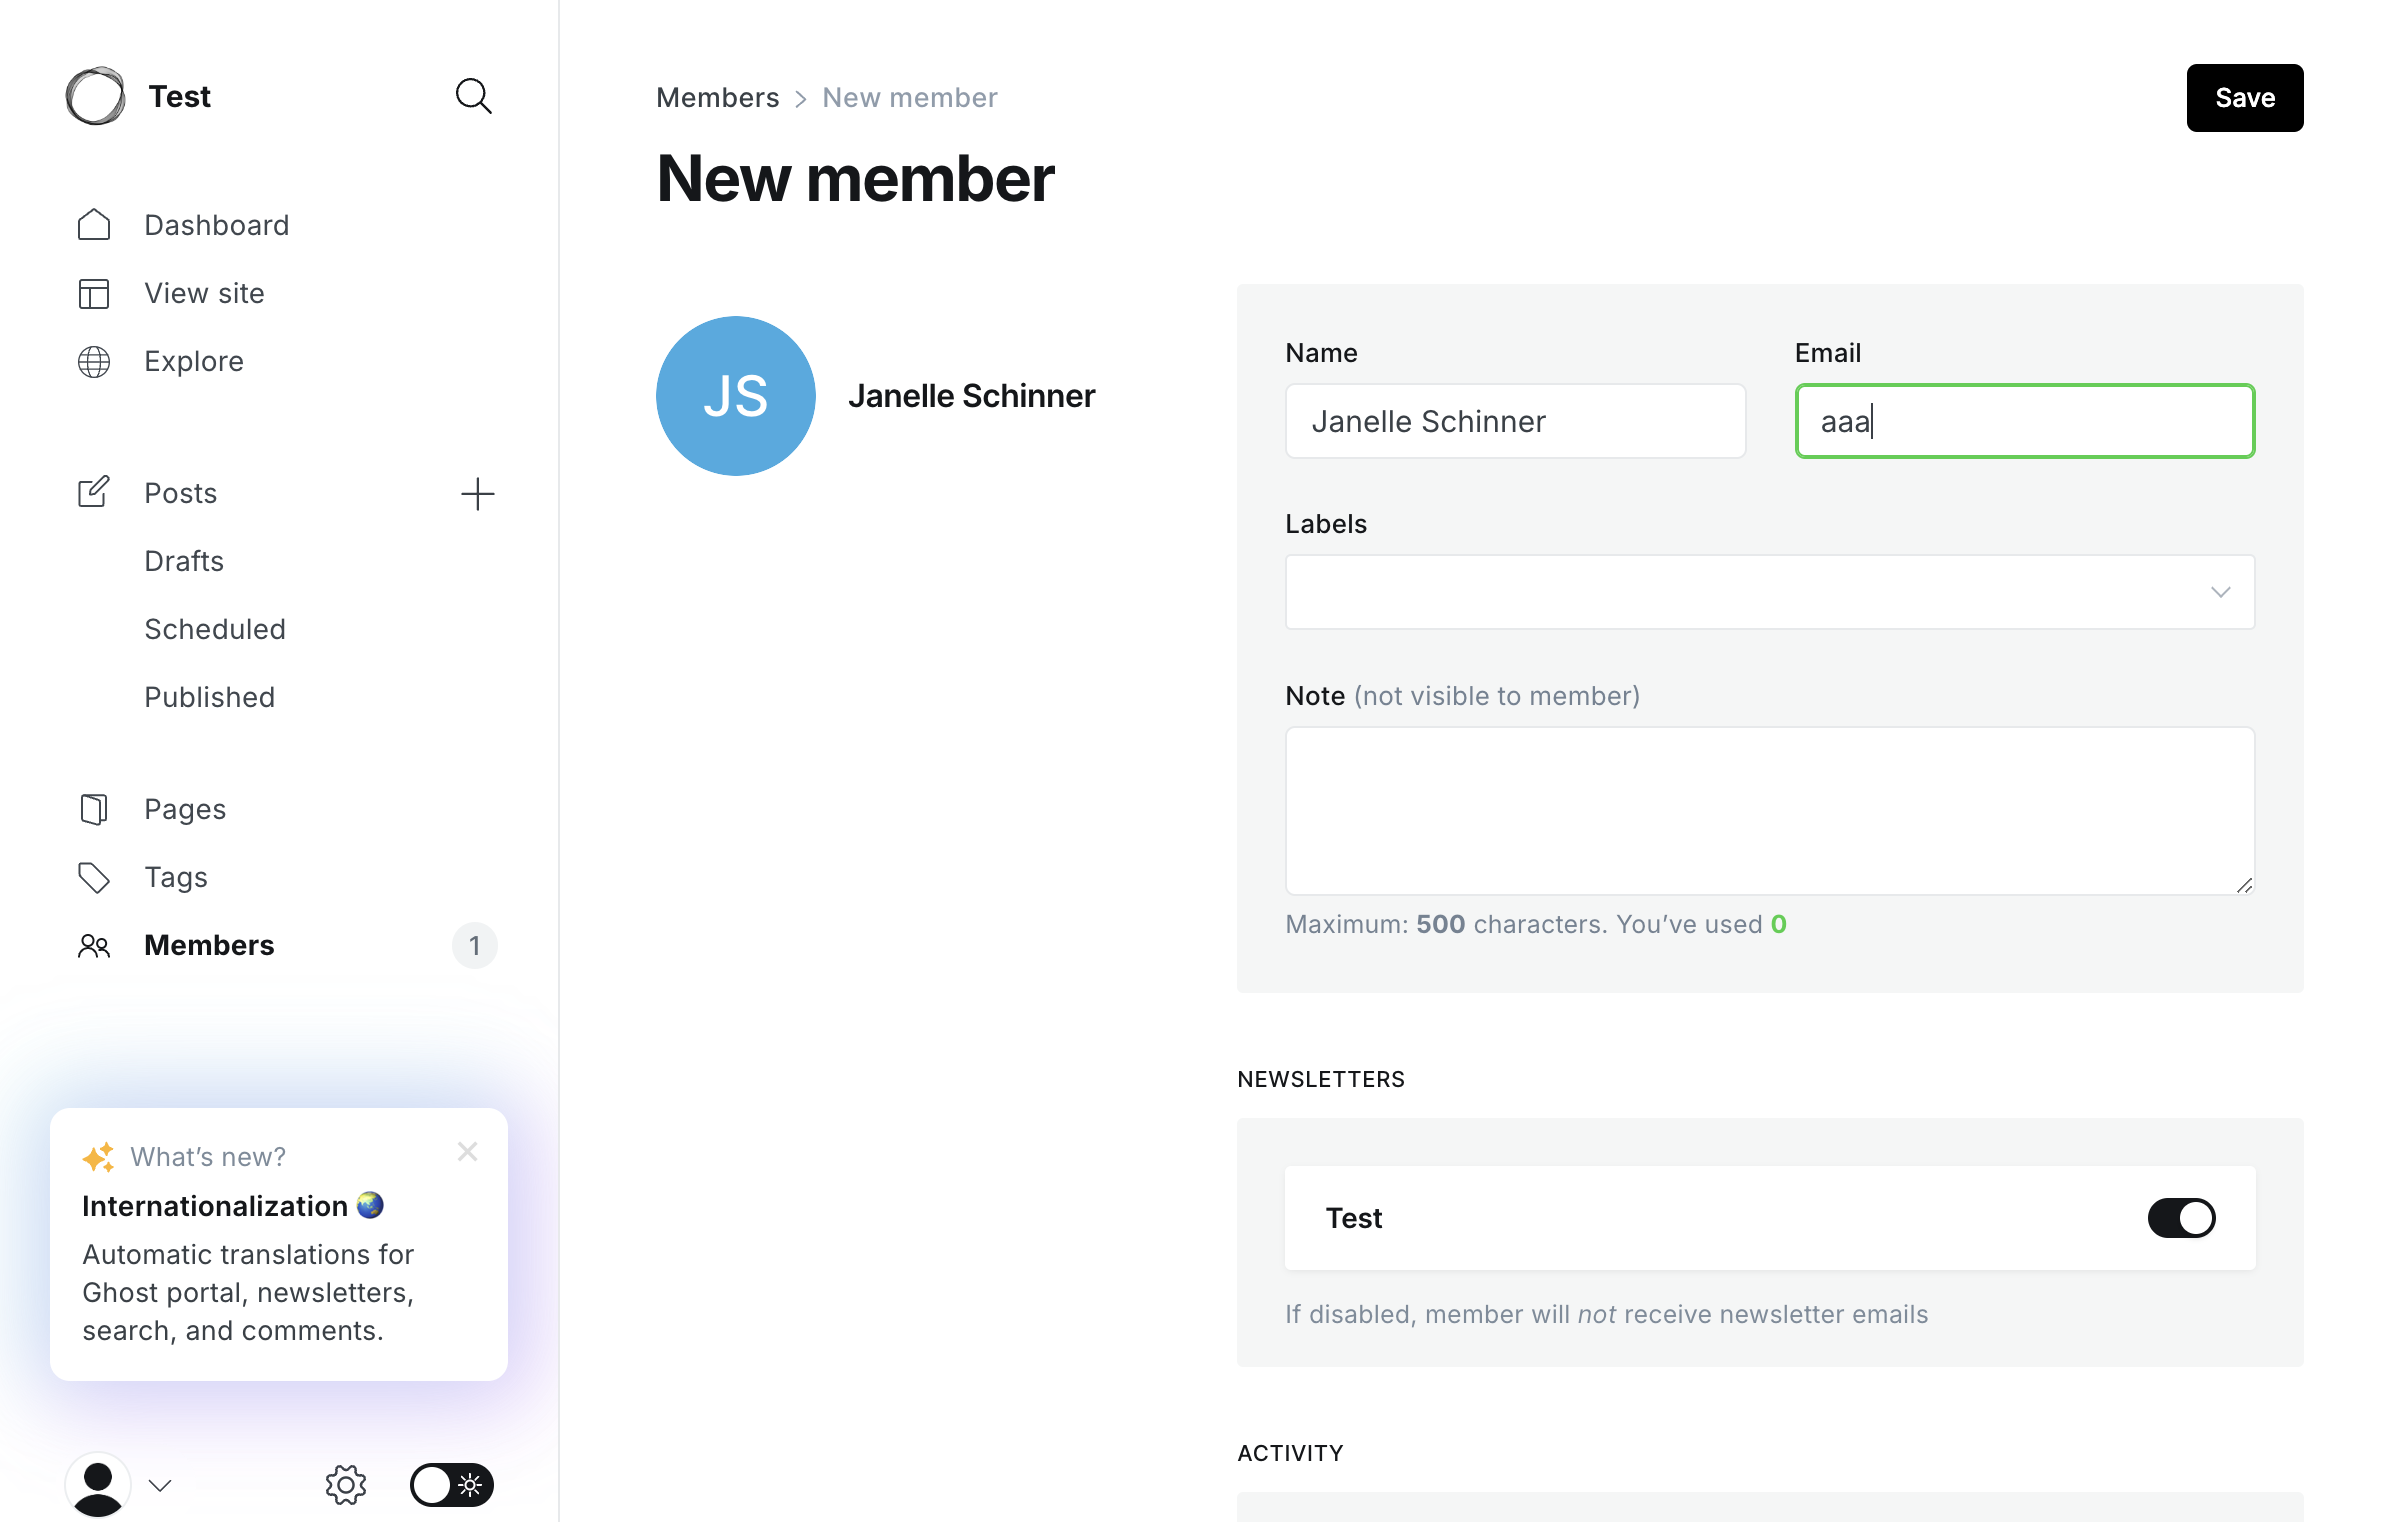 Test
Dashboard
View site
Explore
Posts
Drafts
Scheduled
Published
Pages
Tags
Members
1
What’s new?
Internationalization
Automatic translations for
Ghost portal, newsletters,
search, and comments.
Members > New member
Save
New member
JS
Janelle Schinner
Name
Email
Janelle Schinner
aaa
Labels
Note (not visible to member)
Maximum: 500 characters. You’ve used 0
NEWSLETTERS
Test
If disabled, member will not receive newsletter emails
ACTIVITY